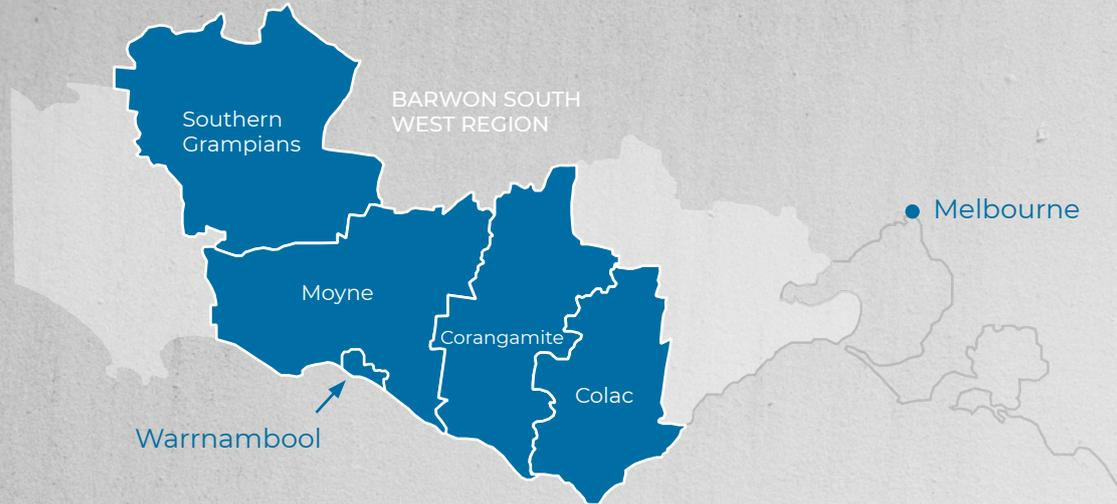 BARWON SOUTH
WEST REGION
Southern
Grampians
Melbourne
Moyne
Corangamite
Colac
Warrnambool